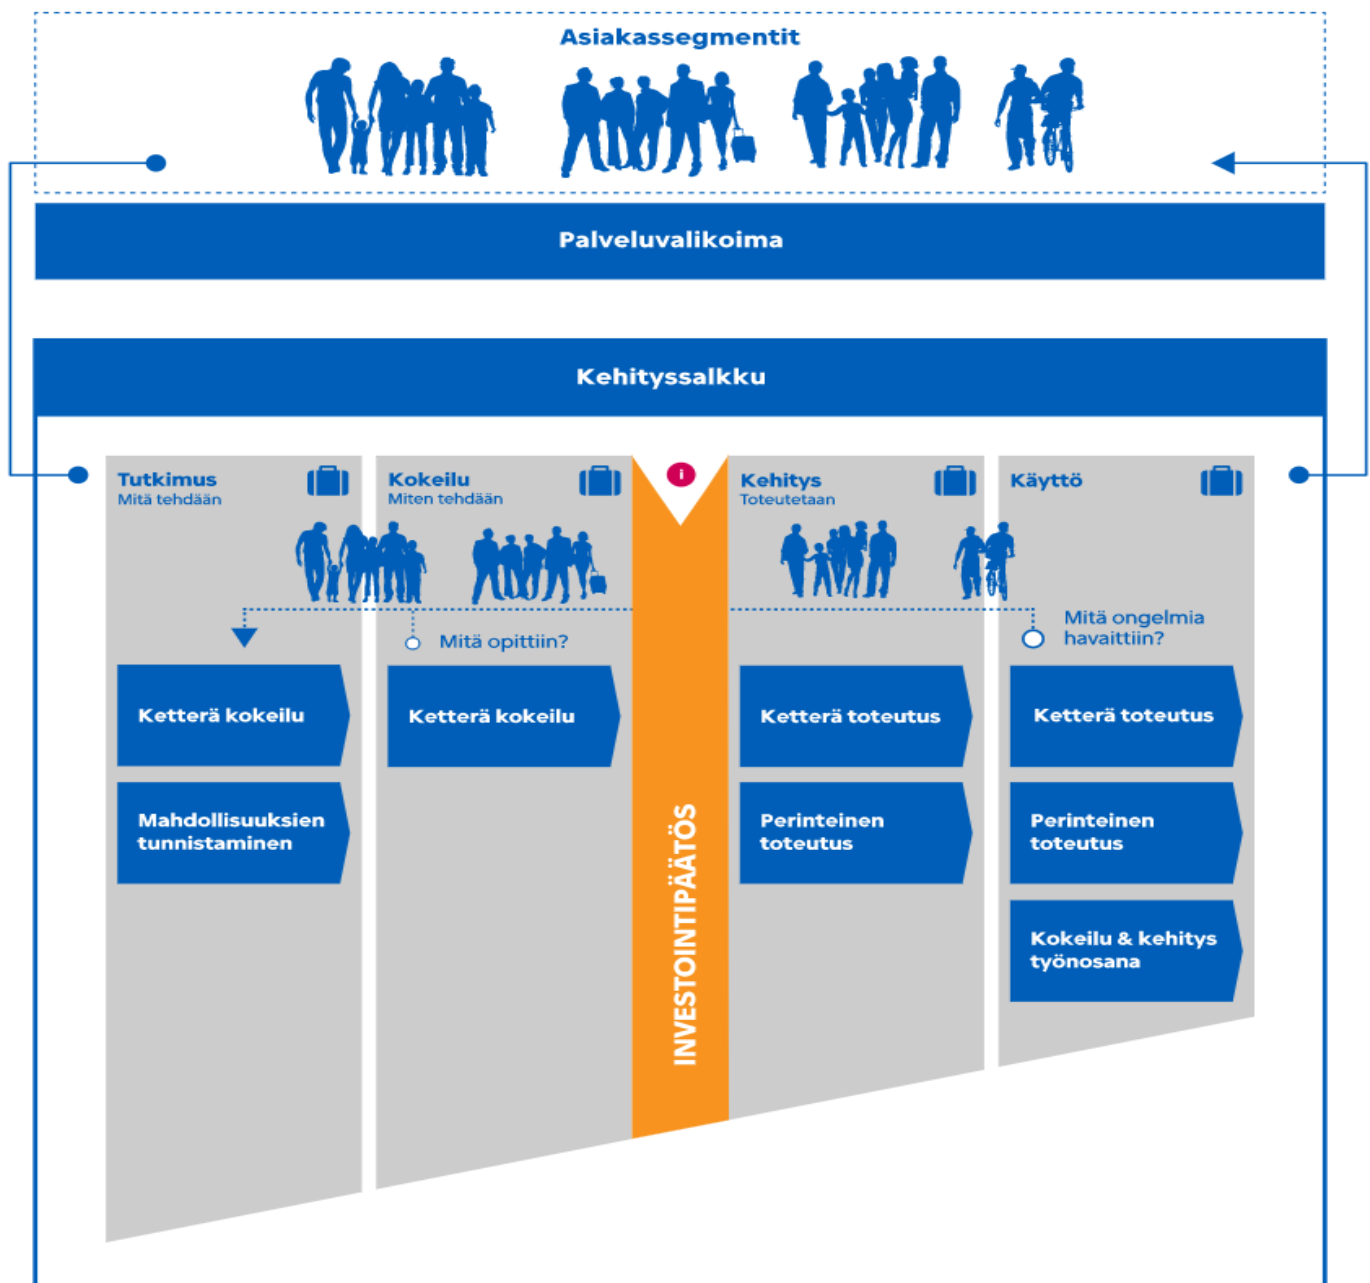 Asiakassegmentit
Palveluvalikoima
Kehityssalkku
Tutkimus
Mitä tehdään
Kokeilu
Miten tehdään
i
Kehitys
Toteutetaan
Käyttö
Mitä opittiin?
Mitä ongelmia
havaittiin?
Ketterä kokeilu
Mahdollisuuksien
tunnistaminen
Ketterä kokeilu
INVESTOINTIPÄÄTÖS
Ketterä toteutus
Perinteinen
toteutus
Ketterä toteutus
Perinteinen
toteutus
Kokeilu & kehitys
työnosana